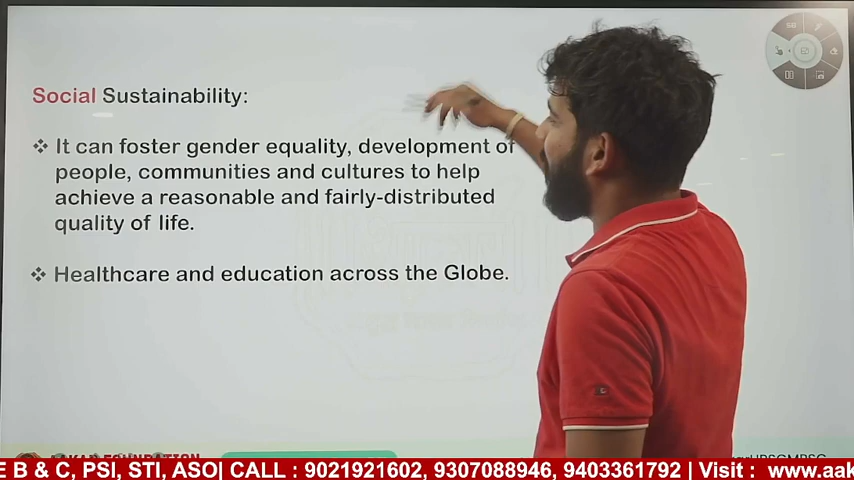 Social Sustainability:
❖ It can foster gender equality, development of
people, communities and cultures to help
achieve a reasonable and fairly-distributed
quality of life.
❖ Healthcare and education across the Globe.
E B & C, PSI, STI, ASO| CALL : 9021921602, 9307088946, 9403361792 | Visit : www.aak